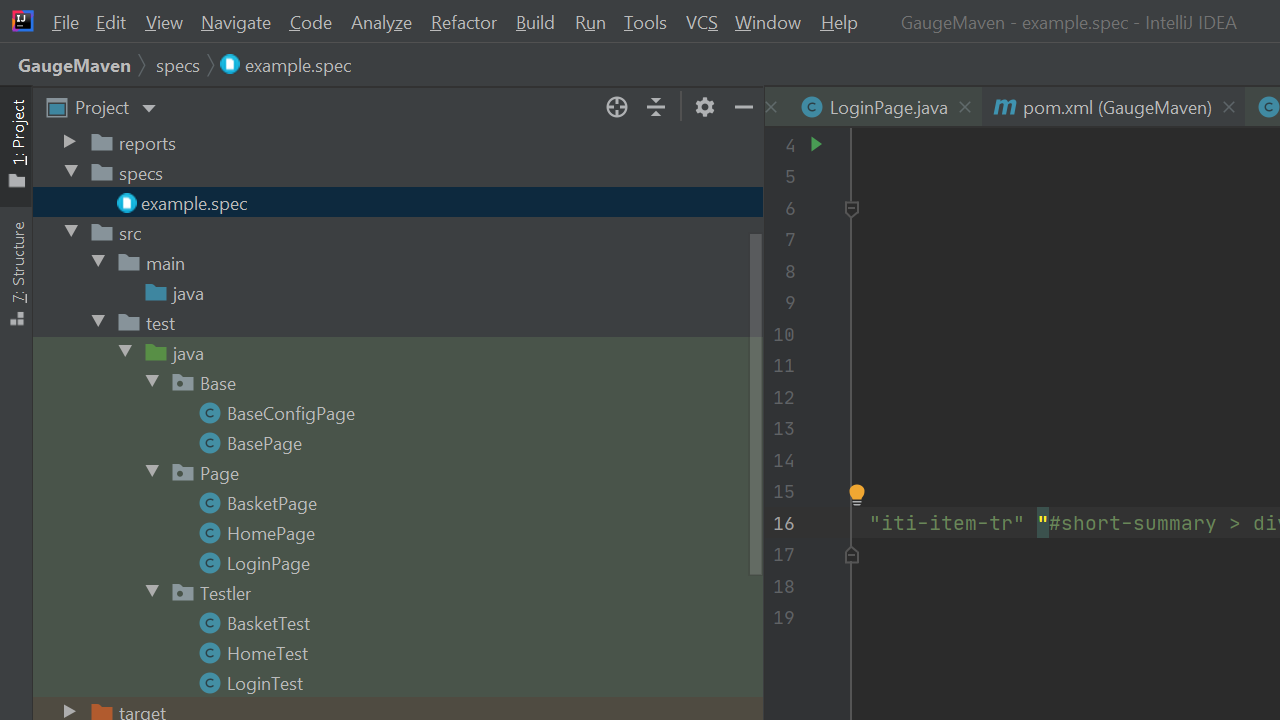 File Edit View Navigate Code Analyze Refactor Build Run Tools VCS Window Help GaugeMaven - example.spec - IntelliJ IDEA
GaugeMaven specs example.spec
1: Project
7: Structure
Project
reports
specs
example.spec
src
main
java
test
java
Base
BaseConfigPage
BasePage
Page
BasketPage
HomePage
LoginPage
Testler
BasketTest
HomeTest
LoginTest
target
LoginPage.java pom.xml (GaugeMaven)
4
5
6
7
8
9
10
11
12
13
14
15
16 "iti-item-tr" "#short-summary > div
17
18
19